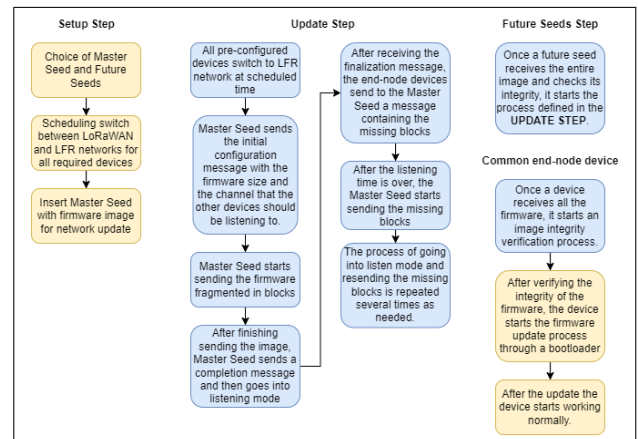 Setup Step
Choice of Master
Seed and Future
Seeds
Scheduling switch
between LoRaWAN
and LFR networks for
all required devices
Insert Master Seed
with firmware image
for network update
Update Step
All pre-configured
devices switch to LFR
network at scheduled
time
Master Seed sends
the initial
configuration
message with the
firmware size and
the channel that the
other devices should
be listening to.
Master Seed starts
sending the firmware
fragmented in blocks
After finishing
sending the image,
Master Seed sends a
completion message
and then goes into
listening mode
After receiving the
finalization message,
the end-node devices
send to the Master
Seed a message
containing the
missing blocks
After the listening
time is over, the
Master Seed starts
sending the missing
blocks
The process of going
into listen mode and
resending the missing
blocks is repeated
several times as
needed.
Future Seeds Step
Once a future seed
receives the entire
image and checks its
integrity, it starts the
process defined in the
UPDATE STEP.
Common end-node device
Once a device
receives all the
firmware, it starts an
image integrity
verification process.
After verifying the
integrity of the
firmware, the device
starts the firmware
update process
through a bootloader
After the update the
device starts working
normally.